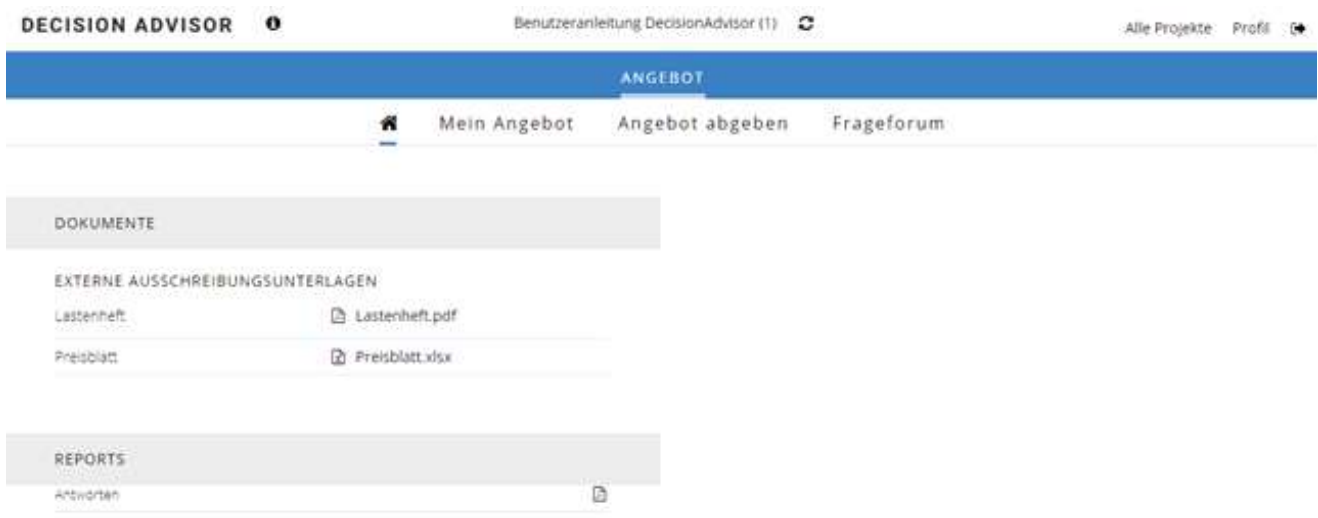 DECISION ADVISOR
Benutzeranleitung DecisionAdvisor (1)
Alle Projekte Profil
ANGEBOT
Mein Angebot Angebot abgeben Frageforum
DOKUMENTE
EXTERNE AUSSCHREIBUNGSUNTERLAGEN
Lastenheft Lastenheft.pdf
Preisblatt Preisblatt.xlsx
REPORTS
Antworten